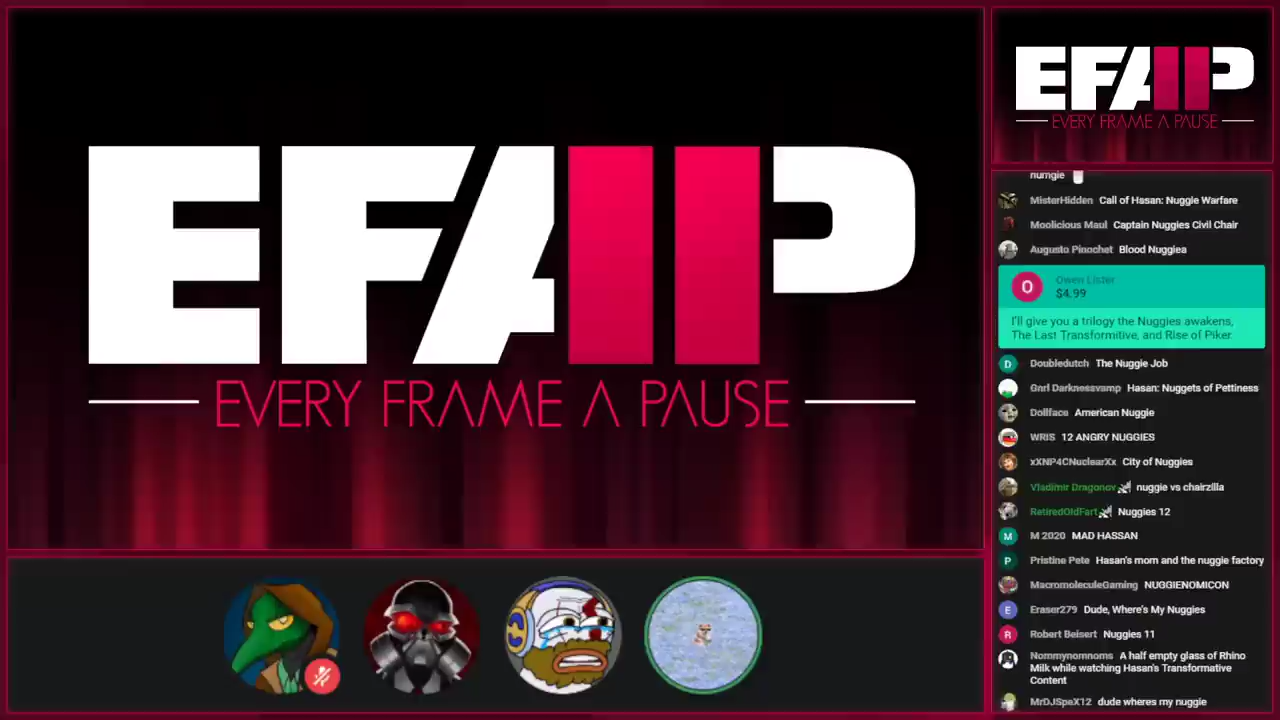 EFAP
EVERY FRAME A PAUSE
EFAP
EVERY FRAME A PAUSE
numgie
MisterHidden Call of Hasan: Nuggie Warfare
Moolicious Maul Captain Nuggies Civil Chair
Augusto Pinochet Blood Nuggiea
O
Owen Lister
$4.99
I'll give you a trilogy the Nuggies awakens,
The Last Transformitive, and Rise of Piker
D Doubledutch The Nuggie Job
Gnrl Darknessvamp Hasan: Nuggets of Pettiness
Dollface American Nuggie
WRIS 12 ANGRY NUGGIES
xXNP4CNuclearXx City of Nuggies
Vladimir Dragonov nuggie vs chairzilla
RetiredOldFart Nuggies 12
M M 2020 MAD HASSAN
P Pristine Pete Hasan's mom and the nuggie factory
MacromoleculeGaming NUGGIENOMICON
E Eraser279 Dude, Where's My Nuggies
R Robert Beisert Nuggies 11
Nommynomnoms A half empty glass of Rhino
Milk while watching Hasan's Transformative
Content
MrDJSpeX12 dude wheres my nuggie